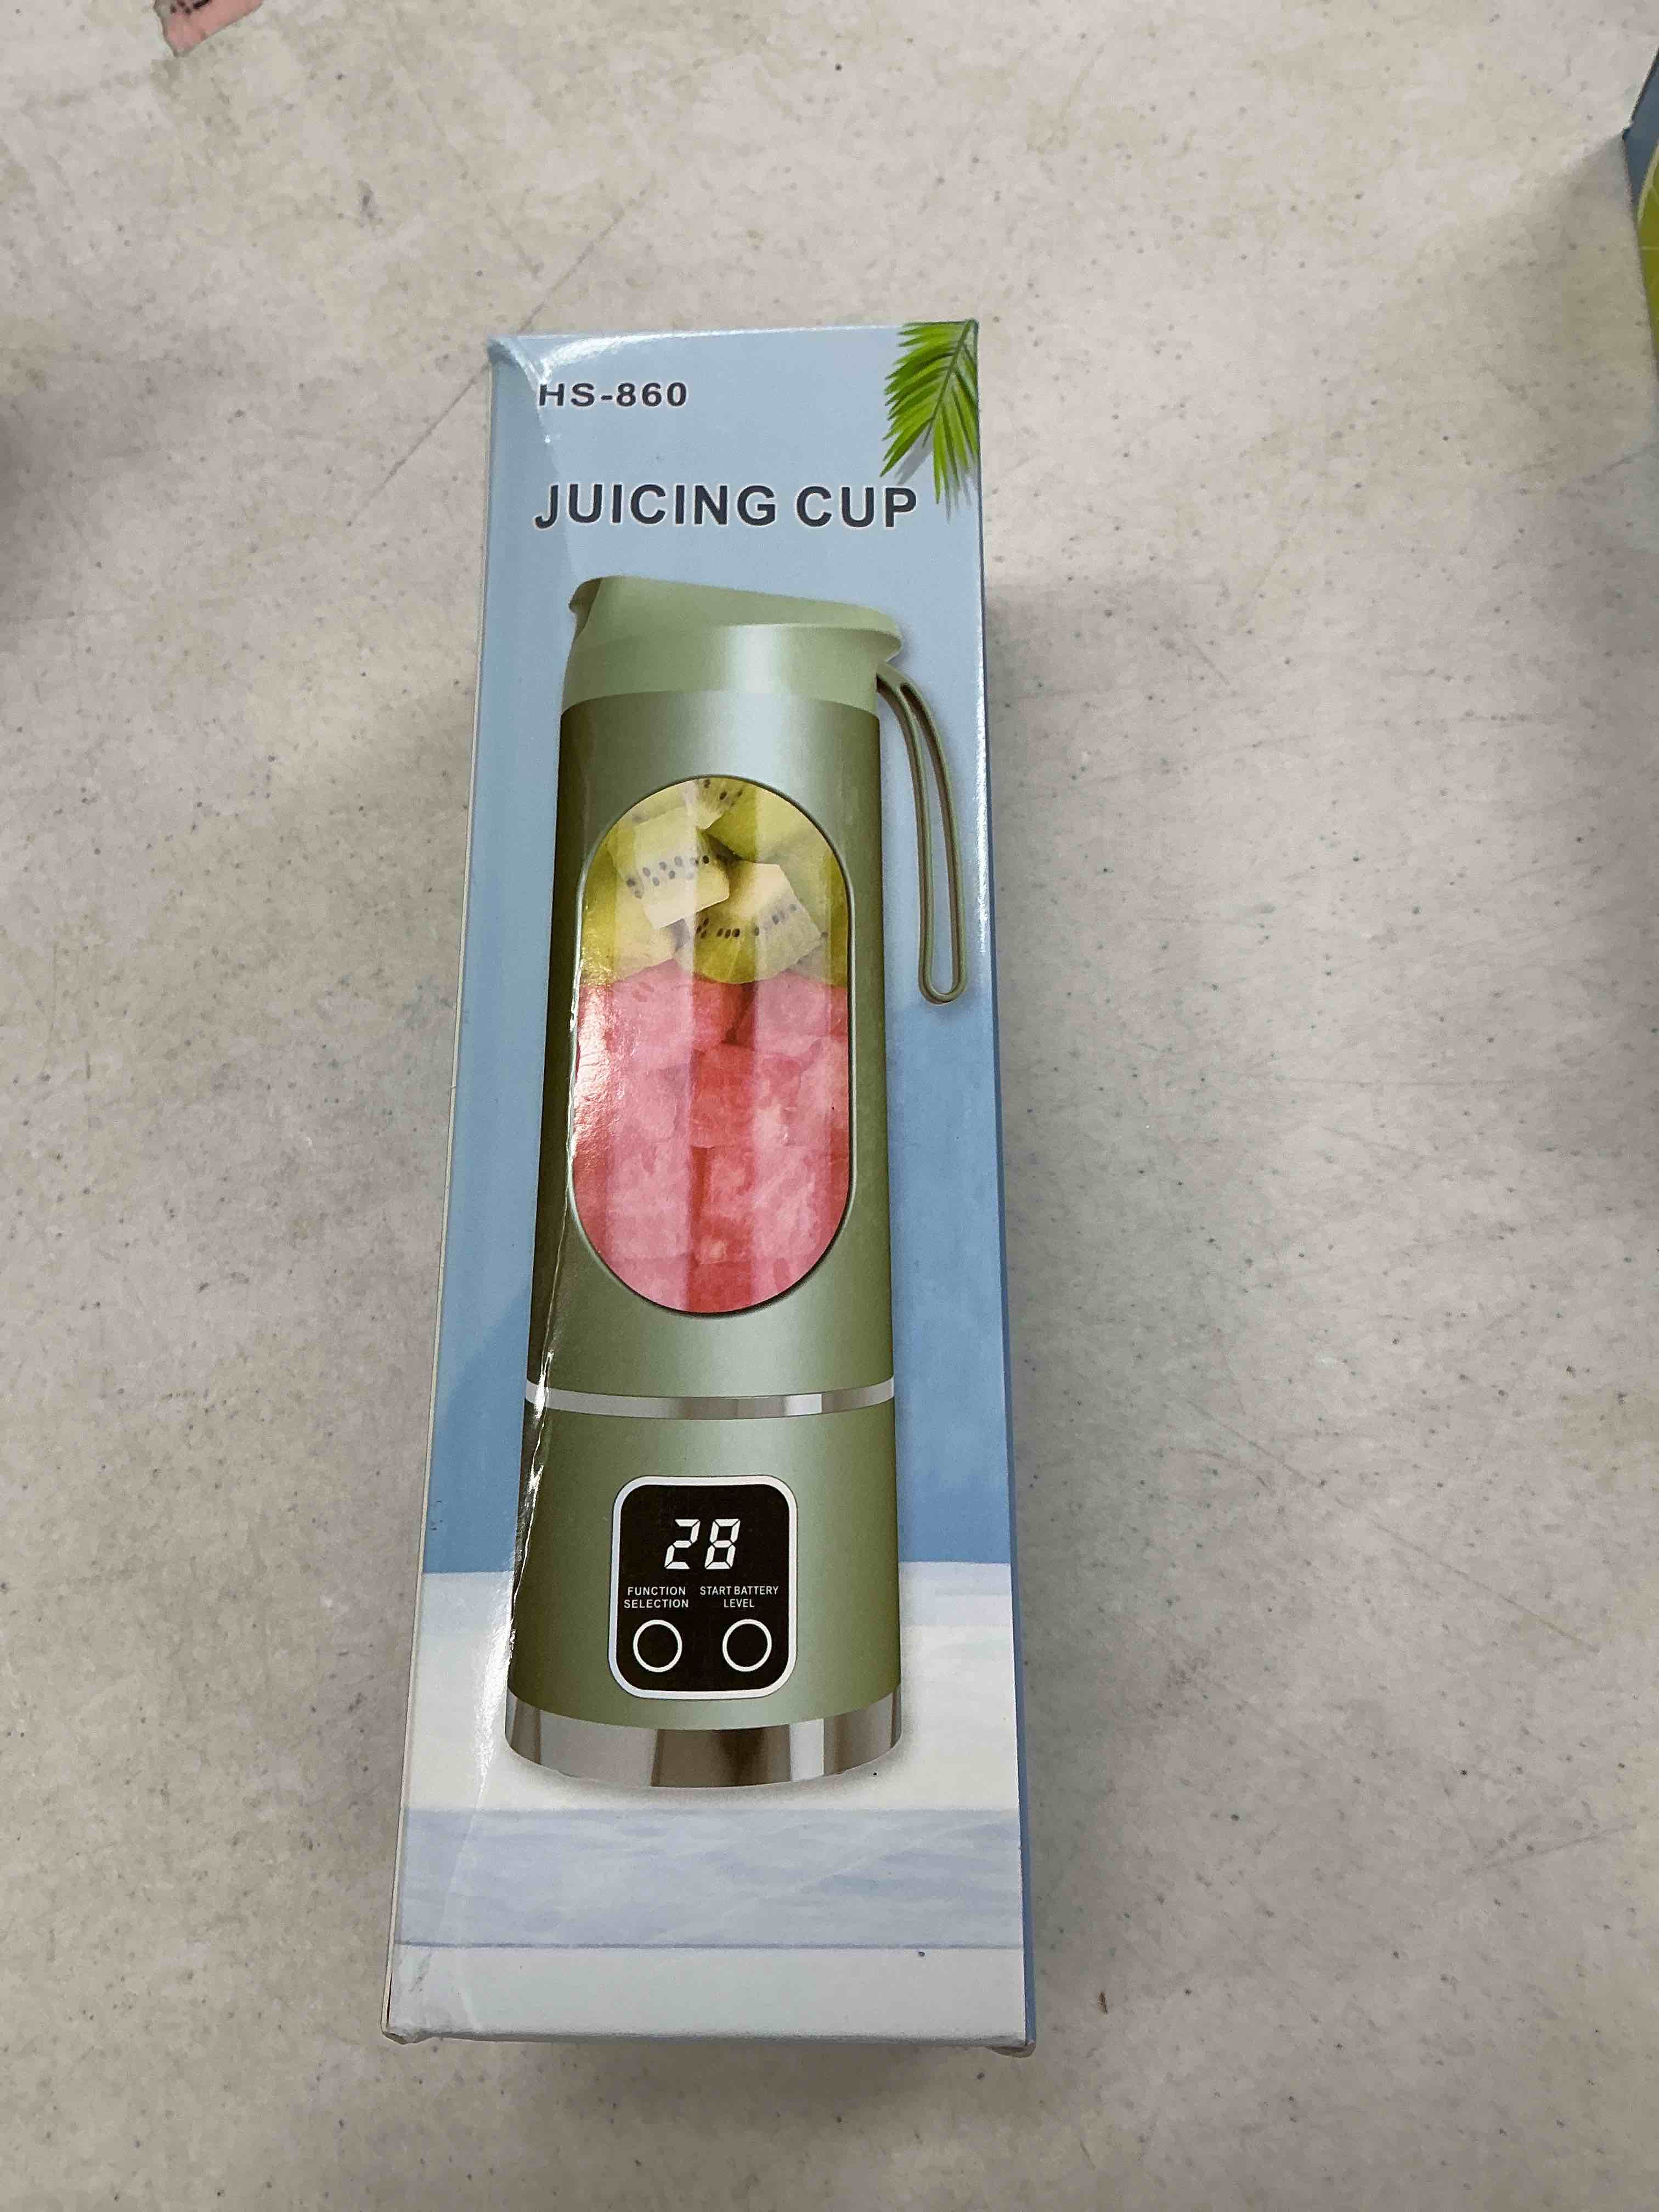 HS-860
JUICING CUP
28
FUNCTION START BATTERY
SELECTION LEVEL